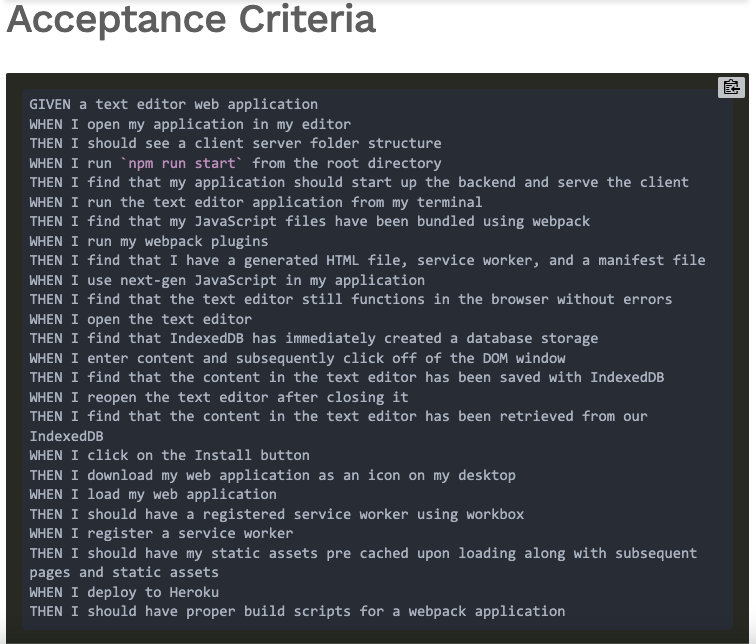 Acceptance Criteria
GIVEN a text editor web application
WHEN I open my application in my editor
THEN I should see a client server folder structure
WHEN I run `npm run start` from the root directory
THEN I find that my application should start up the backend and serve the client
WHEN I run the text editor application from my terminal
THEN I find that my JavaScript files have been bundled using webpack
WHEN I run my webpack plugins
THEN I find that I have a generated HTML file, service worker, and a manifest file
WHEN I use next-gen JavaScript in my application
THEN I find that the text editor still functions in the browser without errors
WHEN I open the text editor
THEN I find that IndexedDB has immediately created a database storage
WHEN I enter content and subsequently click off of the DOM window
THEN I find that the content in the text editor has been saved with IndexedDB
WHEN I reopen the text editor after closing it
THEN I find that the content in the text editor has been retrieved from our
IndexedDB
WHEN I click on the Install button
THEN I download my web application as an icon on my desktop
WHEN I load my web application
THEN I should have a registered service worker using workbox
WHEN I register a service worker
THEN I should have my static assets pre cached upon loading along with subsequent
pages and static assets
WHEN I deploy to Heroku
THEN I should have proper build scripts for a webpack application